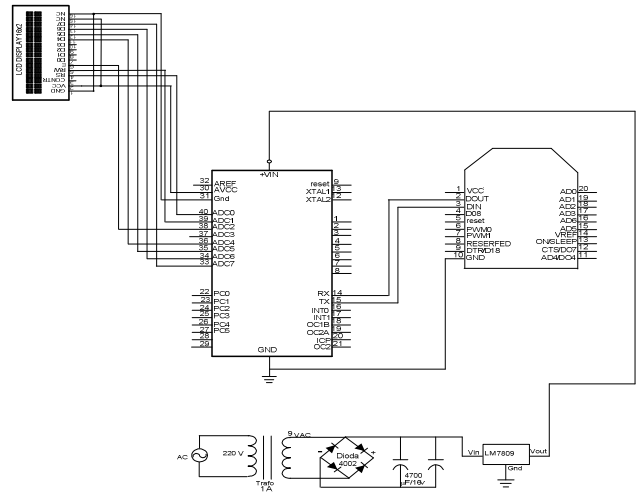 LCD DISPLAY 16x2
NC
NC
D7
D6
D5
D4
D3
D2
D1
D0
E
R/W
RS
CONTR
VCC
GND
+VIN
32 AREF
30 AVCC
31 Gnd
40 ADC0
39 ADC1
38 ADC2
37 ADC3
36 ADC4
35 ADC5
34 ADC6
33 ADC7
22 PC0
23 PC1
24 PC2
25 PC3
26 PC4
27 PC5
28
29
reset 9
XTAL1 13
XTAL2 12
1
2
3
4
5
6
7
8
RX 14
TX 15
INT0 16
INT1 17
OC1B 18
OC2A 19
ICP 20
OC2 21
GND
1 VCC
2 DOUT
3 DIN
4 D08
5 reset
6 PWM0
7 PWM1
8 RESERFED
9 DTR/D18
10 GND
AD0 20
AD1 19
AD2 18
AD3 17
AD6 16
AD5 15
VREF 14
ON/SLEEP 13
CTS/DO7 12
AD4/DO4 11
AC
220 V
Trafo
1 A
9 VAC
-
+
Dioda
4002
4700
µF/16v
Vin
LM7809
Vout
Gnd